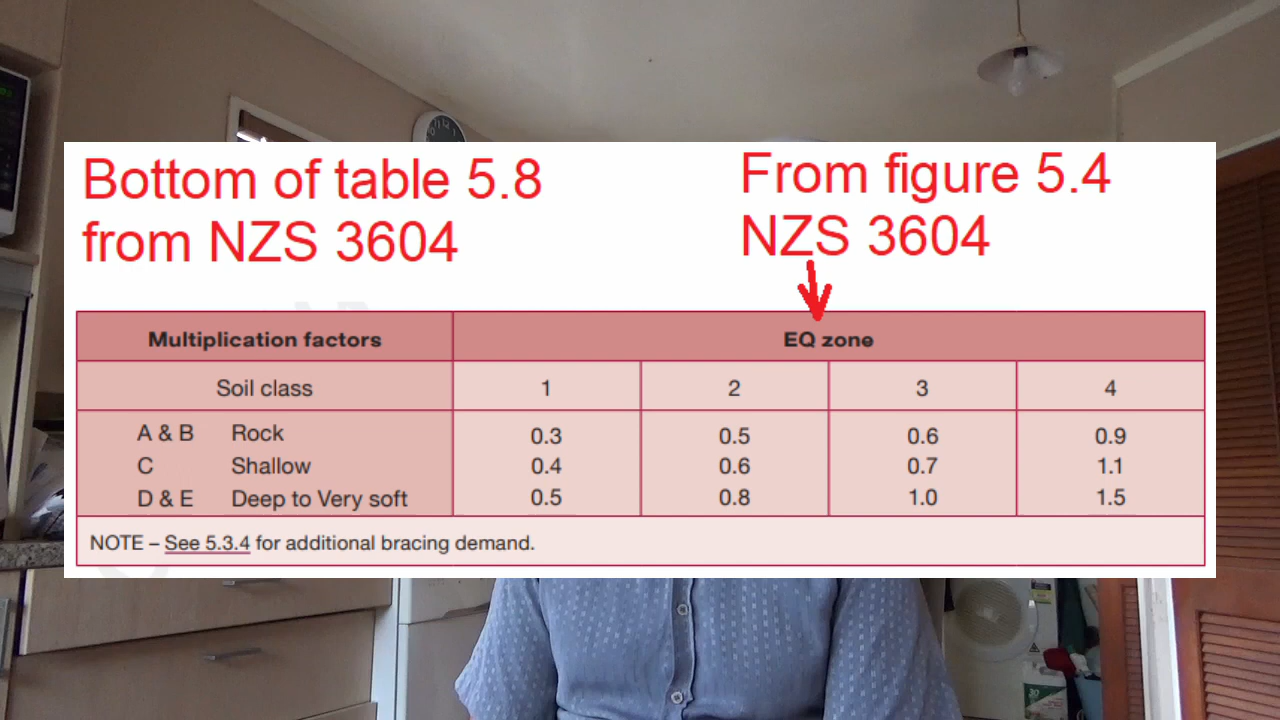 Bottom of table 5.8
from NZS 3604
From figure 5.4
NZS 3604
Multiplication factors EQ zone
Soil class 1 2 3 4
A & B Rock 0.3 0.5 0.6 0.9
C Shallow 0.4 0.6 0.7 1.1
D & E Deep to Very soft 0.5 0.8 1.0 1.5
NOTE – See 5.3.4 for additional bracing demand.